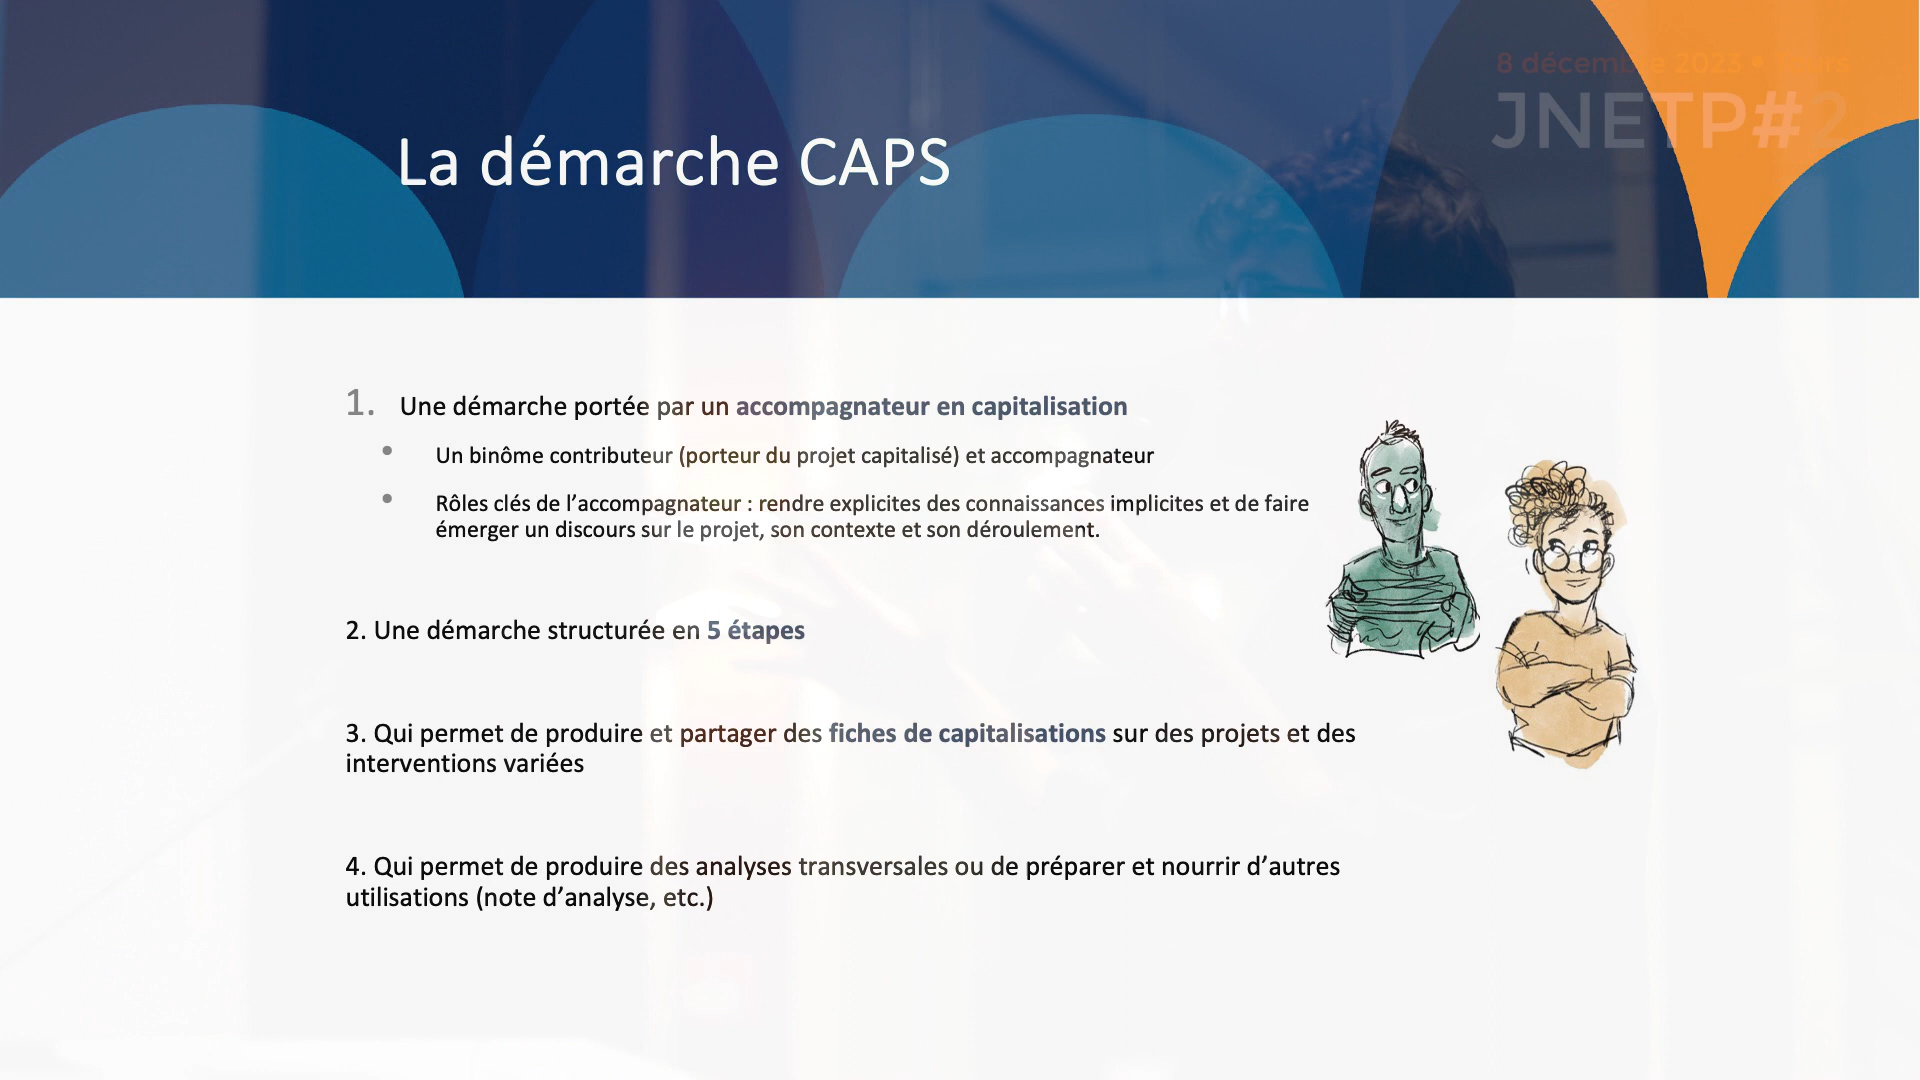 8 décembre 2023 •
JNETP#2
La démarche CAPS
1. Une démarche portée par un accompagnateur en capitalisation
• Un binôme contributeur (porteur du projet capitalisé) et accompagnateur
• Rôles clés de l’accompagnateur : rendre explicites des connaissances implicites et de faire
émerger un discours sur le projet, son contexte et son déroulement.
2. Une démarche structurée en 5 étapes
3. Qui permet de produire et partager des fiches de capitalisations sur des projets et des
interventions variées
4. Qui permet de produire des analyses transversales ou de préparer et nourrir d’autres
utilisations (note d’analyse, etc.)